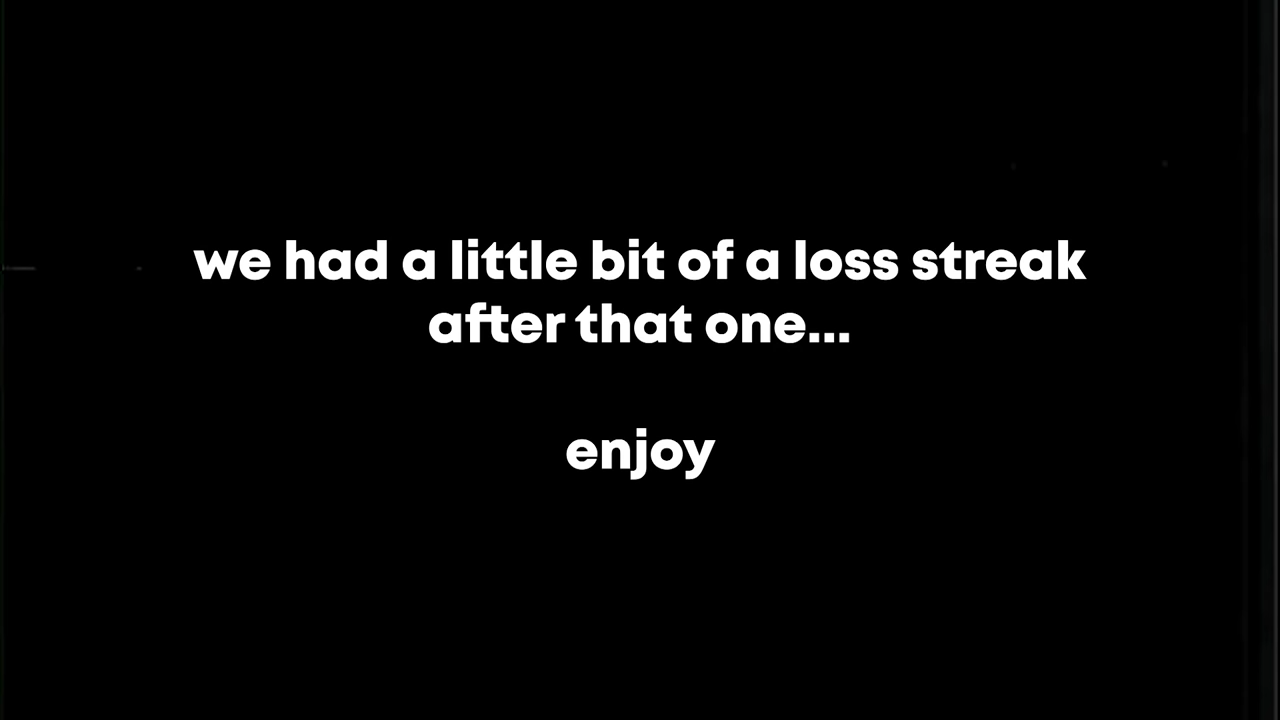 we had a little bit of a loss streak
after that one...
enjoy